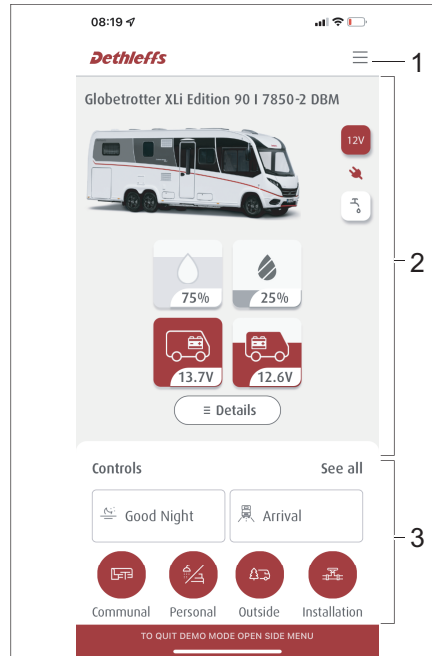 08:19
Dethleffs
1
Globetrotter XLi Edition 90 I 7850-2 DBM
12V
2
75%
25%
13.7V
12.6V
Details
Controls
See all
3
Good Night
Arrival
Communal
Personal
Outside
Installation
TO QUIT DEMO MODE OPEN SIDE MENU